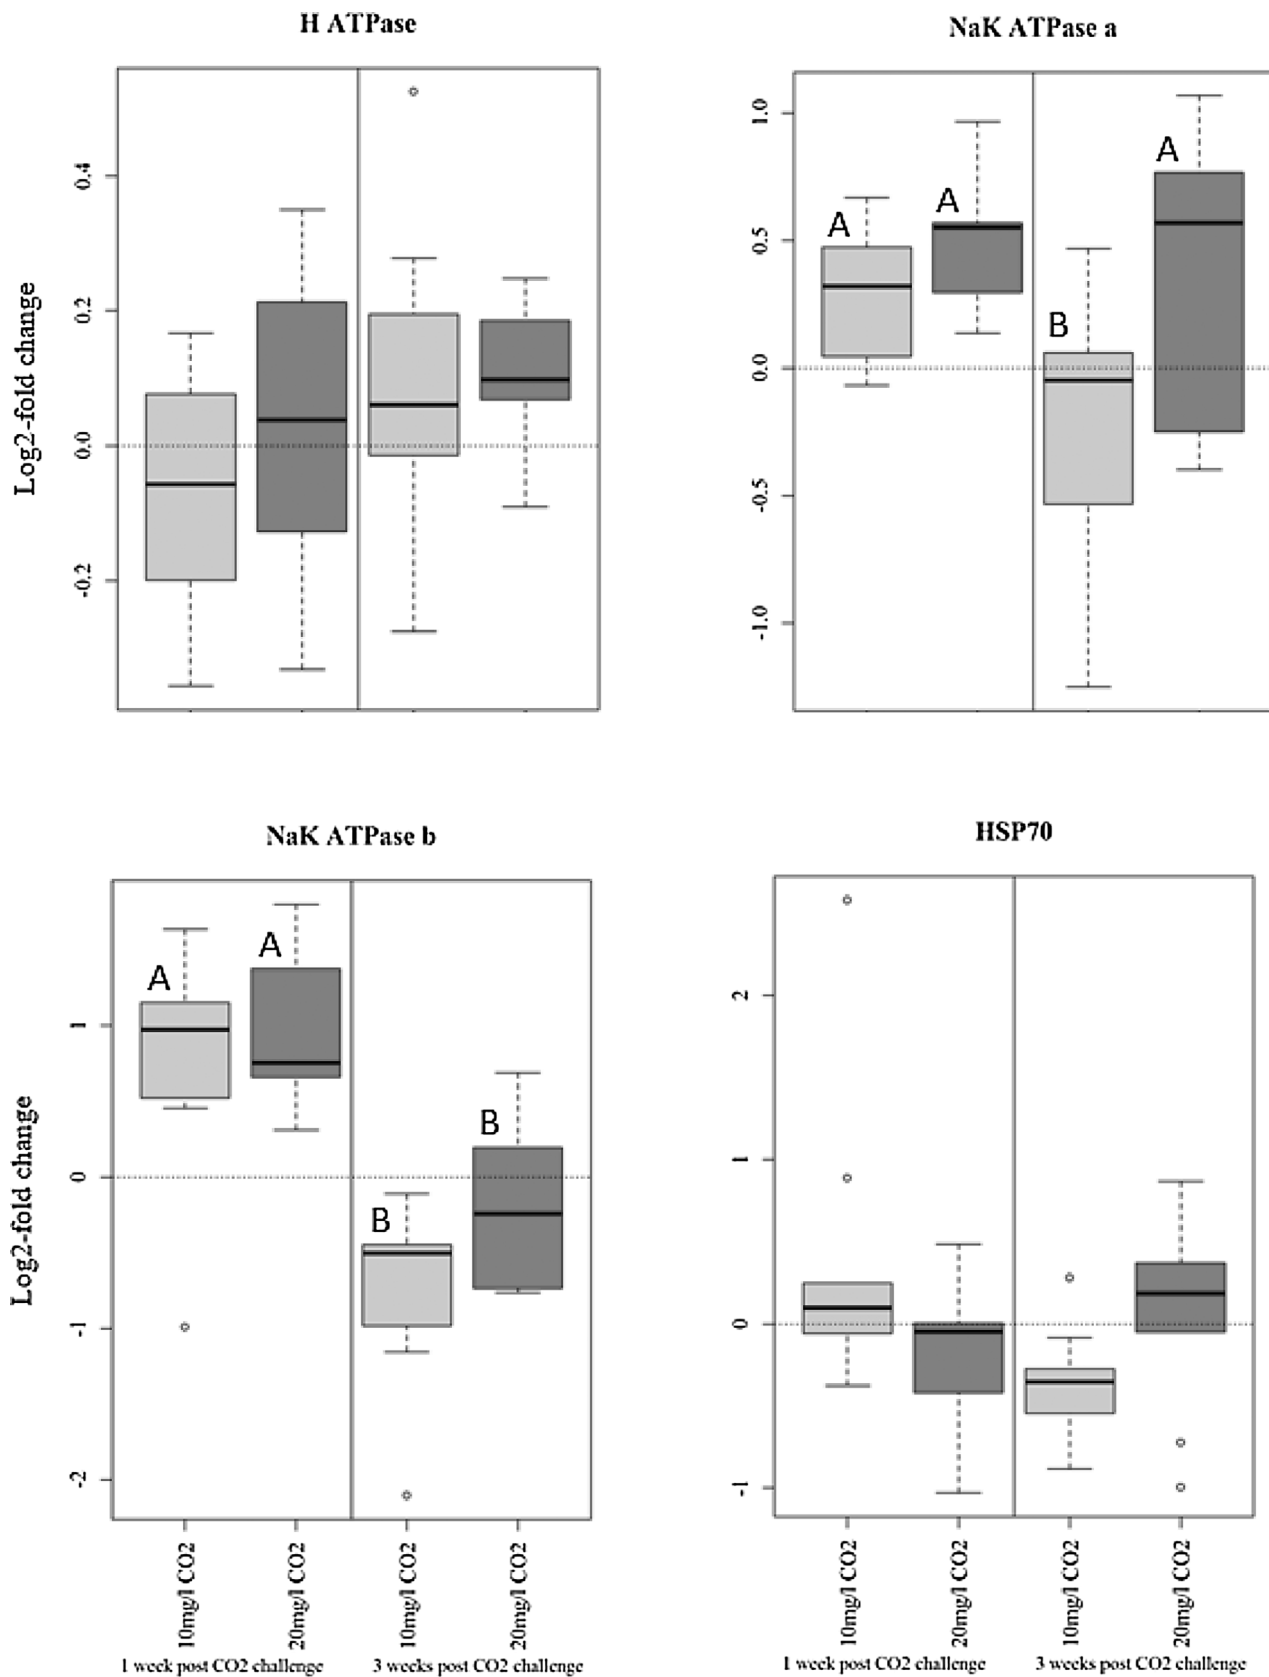 H ATPase
NaK ATPase a
Log2-fold change
0.4
0.2
0.0
-0.2
1.0
0.5
0.0
-0.5
-1.0
A
A
B
A
NaK ATPase b
HSP70
Log2-fold change
1
0
-1
-2
A
A
B
B
2
1
0
-1
10mg/l CO2
20mg/l CO2
10mg/l CO2
20mg/l CO2
1 week post CO2 challenge
3 weeks post CO2 challenge
10mg/l CO2
20mg/l CO2
10mg/l CO2
20mg/l CO2
1 week post CO2 challenge
3 weeks post CO2 challenge